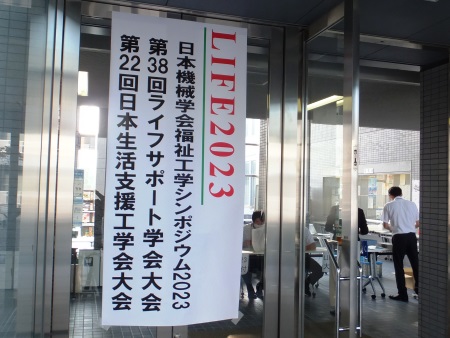 LIFE2023
日本機械学会福祉工学シンポジウム2023
第38回ライフサポート学会大会
第22回日本生活支援工学会大会